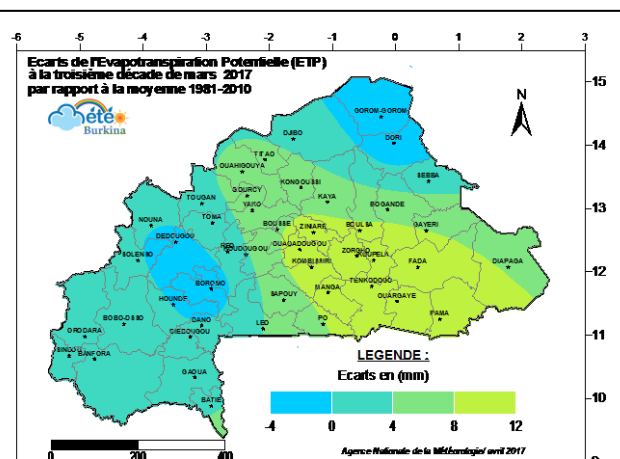 -6 -5 -4 -3 -2 -1 0 1 2 3
Ecarts de l'Evapotranspiration Potentielle (ETP)
à la troisième décade de mars 2017
par rapport à la moyenne 1981-2010
météo
Burkina
N
15
14
13
12
11
10
9
GOROM-GOROM
DORI
DJIBO
TITAO
OUAHIGOUYA
SEBBA
KONGOUSSI
GOURCY
TOUGAN
KAYA
YAKO
BOGANDE
NOUNA
TOMA
BOUSSE
ZINIARE
BOULSA
GAYERI
DEDOUGOU
REO
KOUDOUGOU
OUAGADOUGOU
SOLENSO
ZORGHO
KOUPELA
KOMBISSIRI
FADA
DIAPAGA
BOROMO
TENKODOGO
MANGA
SAPOUY
OUARGAYE
HOUNDE
BOBO-DSSO
DANO
LEO
PO
PAMA
ORODARA
DIEBOUGOU
SINDOU
BANFORA
GAOUA
BATIE
LEGENDE :
Ecarts en (mm)
-4 0 4 8 12
0 200 400
Agence Nationale de la Météorologie/ avril 2017